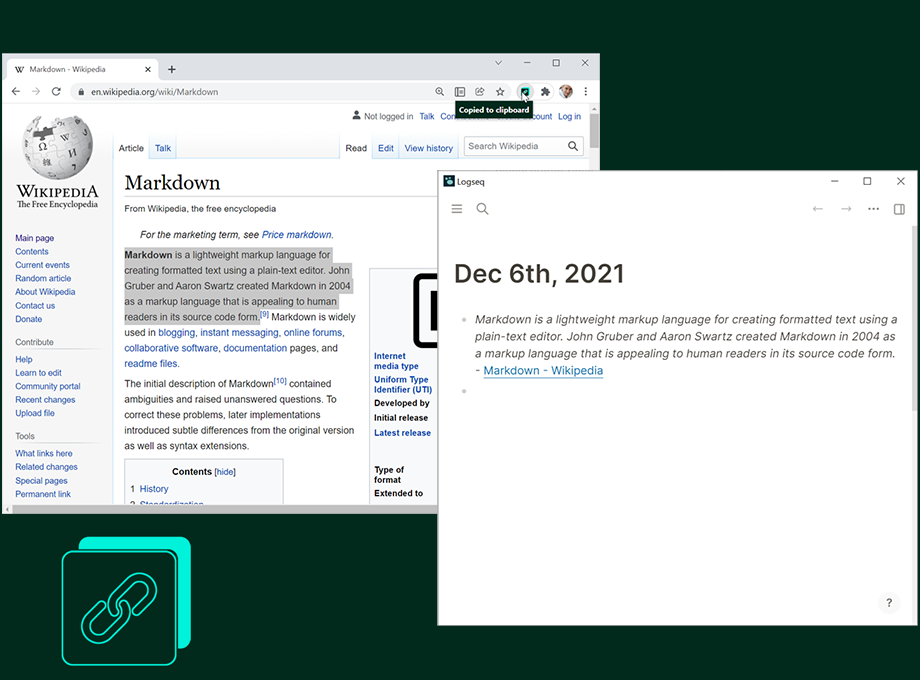 Markdown - Wikipedia
en.wikipedia.org/wiki/Markdown
Copied to clipboard
Not logged in Talk
Log in
WIKIPEDIA
The Free Encyclopedia
Main page
Contents
Current events
Random article
About Wikipedia
Contact us
Donate
Contribute
Help
Learn to edit
Community portal
Recent changes
Upload file
Tools
What links here
Related changes
Special pages
Permanent link
Article Talk
Read Edit View history
Search Wikipedia
Markdown
From Wikipedia, the free encyclopedia
For the marketing term, see Price markdown.
Markdown is a lightweight markup language for
creating formatted text using a plain-text editor. John
Gruber and Aaron Swartz created Markdown in 2004
as a markup language that is appealing to human
readers in its source code form.[9] Markdown is widely
used in blogging, instant messaging, online forums,
collaborative software, documentation pages, and
readme files.
The initial description of Markdown[10] contained
ambiguities and raised unanswered questions. To
correct these problems, later implementations
introduced subtle differences from the original version
as well as syntax extensions.
Contents [hide]
1 History
2 Standardization
Internet
media type
Uniform Type
Identifier (UTI)
Developed by
Initial release
Latest release
Type of
format
Extended to
Logseq
Dec 6th, 2021
Markdown is a lightweight markup language for creating formatted text using a
plain-text editor. John Gruber and Aaron Swartz created Markdown in 2004 as
a markup language that is appealing to human readers in its source code form.
- Markdown - Wikipedia
?